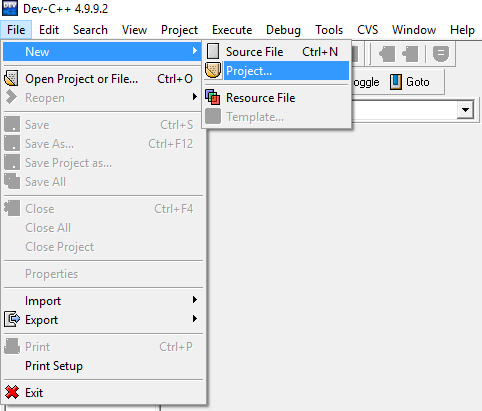 DEV Dev-C++ 4.9.9.2
File Edit Search View Project Execute Debug Tools CVS Window Help
New
Source File Ctrl+N
Project...
Open Project or File... Ctrl+O
oggle Goto
Reopen
Resource File
Template...
Save Ctrl+S
Save As... Ctrl+F12
Save Project as...
Save All
Close Ctrl+F4
Close All
Close Project
Properties
Import
Export
Print Ctrl+P
Print Setup
Exit